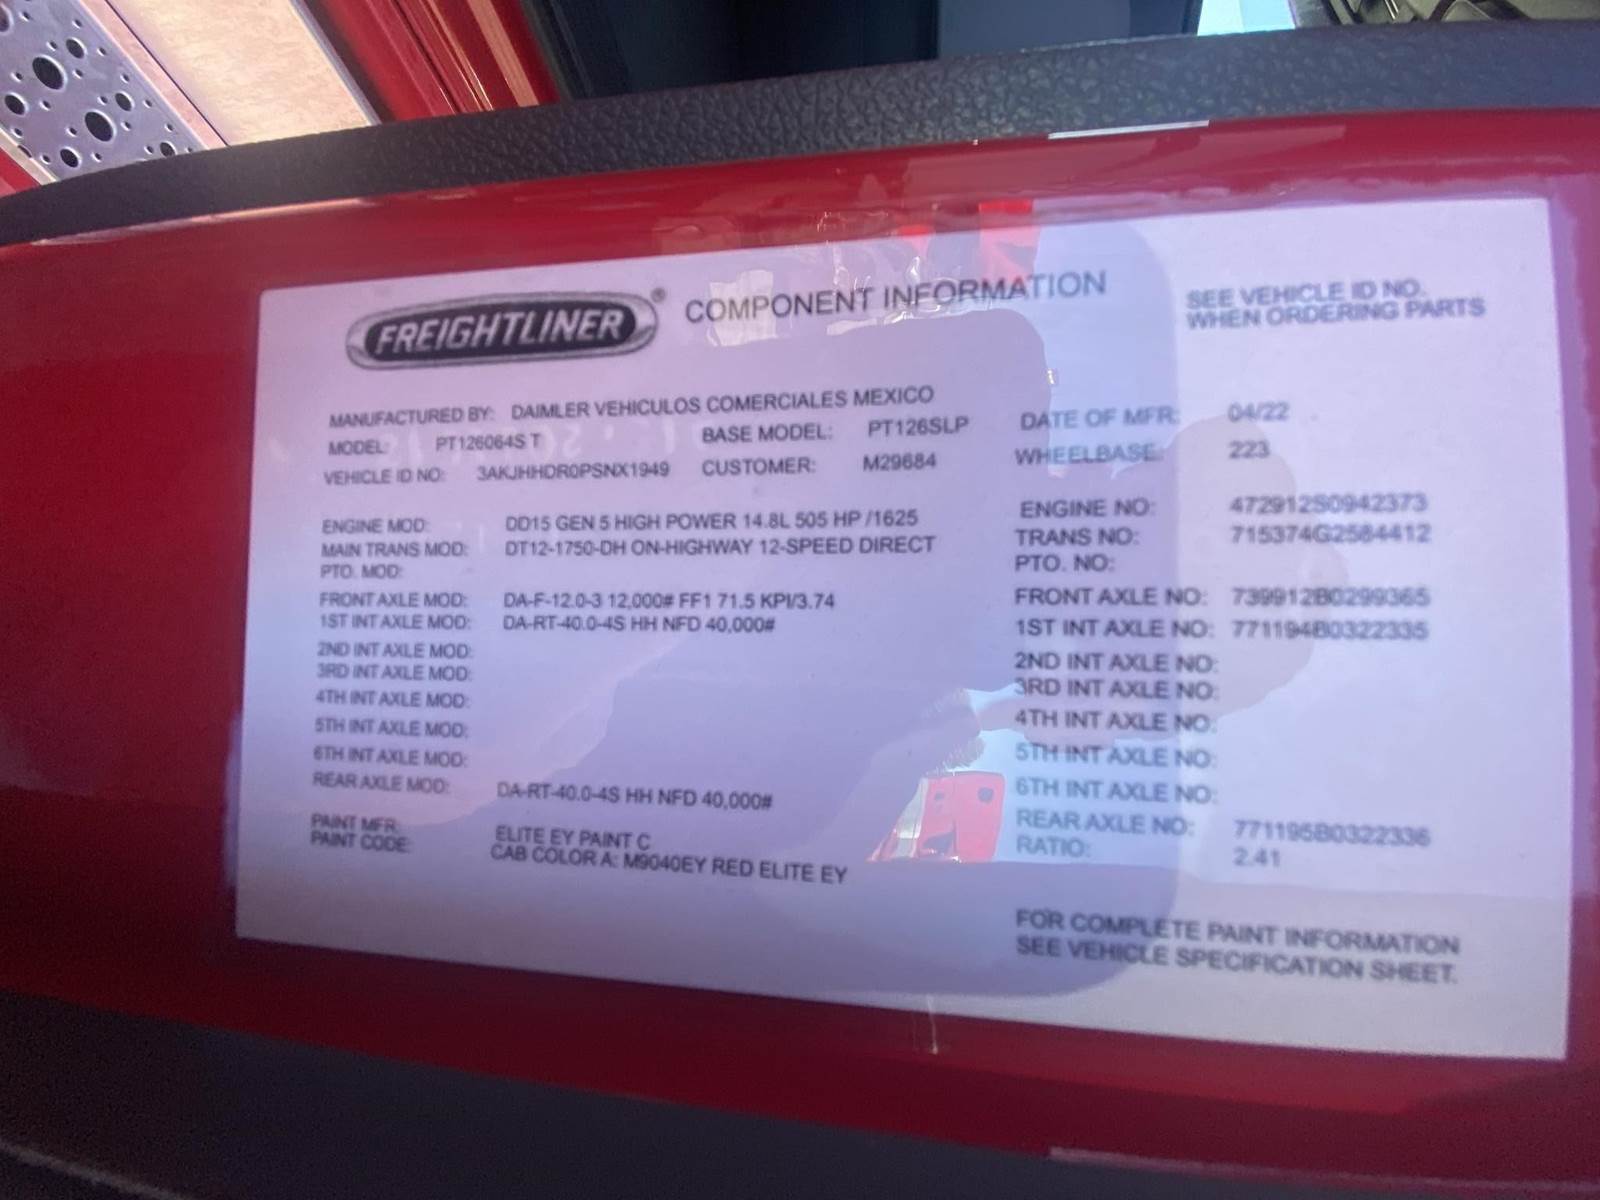 FREIGHTLINER® COMPONENT INFORMATION
SEE VEHICLE ID NO.
WHEN ORDERING PARTS
MANUFACTURED BY: DAIMLER VEHICULOS COMERCIALES MEXICO DATE OF MFR: 04/22
MODEL: PT126064S T BASE MODEL: PT126SLP WHEELBASE: 223
VEHICLE ID NO: 3AKJHHDR0PSNX1949 CUSTOMER: M29684
ENGINE MOD: DD15 GEN 5 HIGH POWER 14.8L 505 HP /1625 ENGINE NO: 472912S0942373
MAIN TRANS MOD: DT12-1750-DH ON-HIGHWAY 12-SPEED DIRECT TRANS NO: 715374G2584412
PTO. MOD: PTO. NO:
FRONT AXLE MOD: DA-F-12.0-3 12,000# FF1 71.5 KPI/3.74 FRONT AXLE NO: 739912B0299365
1ST INT AXLE MOD: DA-RT-40.0-4S HH NFD 40,000# 1ST INT AXLE NO: 771194B0322335
2ND INT AXLE MOD: 2ND INT AXLE NO:
3RD INT AXLE MOD: 3RD INT AXLE NO:
4TH INT AXLE MOD: 4TH INT AXLE NO:
5TH INT AXLE MOD: 5TH INT AXLE NO:
6TH INT AXLE MOD: 6TH INT AXLE NO:
REAR AXLE MOD: DA-RT-40.0-4S HH NFD 40,000# REAR AXLE NO: 771195B0322336
RATIO: 2.41
PAINT MFR: ELITE EY PAINT C
PAINT CODE: CAB COLOR A: M9040EY RED ELITE EY
FOR COMPLETE PAINT INFORMATION
SEE VEHICLE SPECIFICATION SHEET.